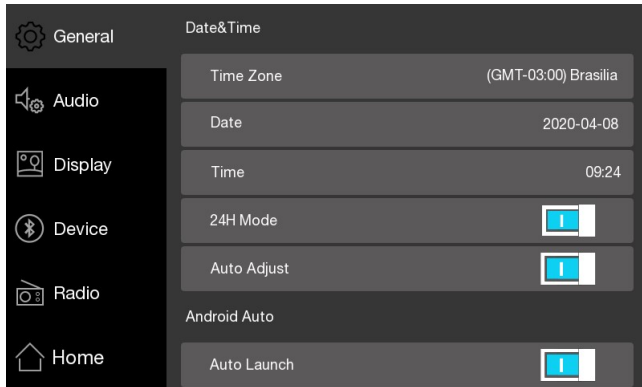 General
Audio
Display
Device
Radio
Home
Date&Time
Time Zone (GMT-03:00) Brasilia
Date 2020-04-08
Time 09:24
24H Mode
Auto Adjust
Android Auto
Auto Launch